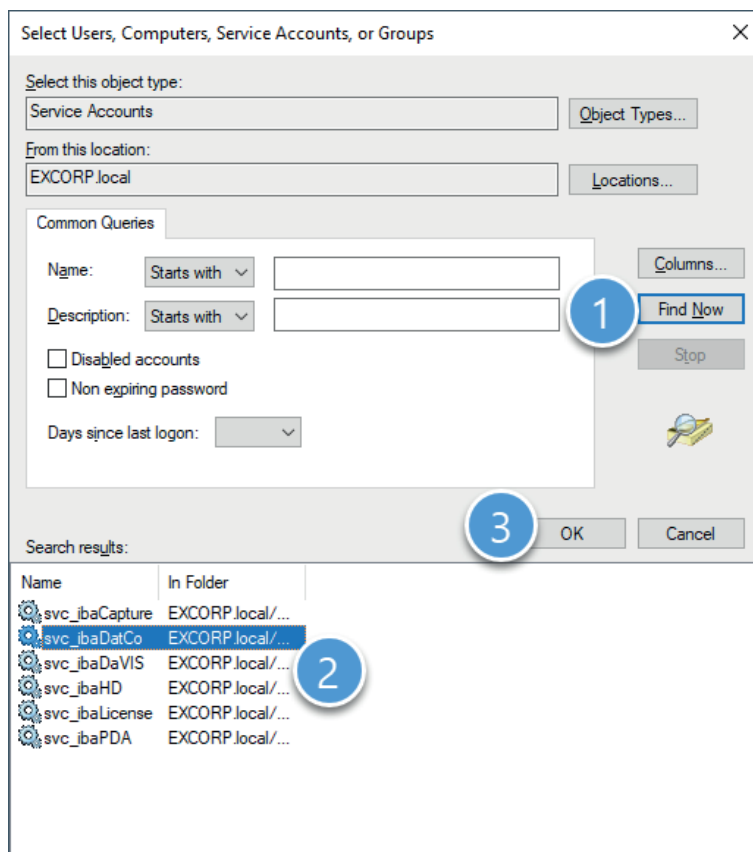 Select Users, Computers, Service Accounts, or Groups
Select this object type:
Service Accounts
Object Types...
From this location:
EXCORP.local
Locations...
Common Queries
Name:
Starts with
Columns...
Description:
Starts with
1
Find Now
Disabled accounts
Stop
Non expiring password
Days since last logon:
3
OK
Cancel
Search results:
Name In Folder
svc_ibaCapture EXCORP.local/...
svc_ibaDatCo EXCORP.local/...
svc_ibaDaVIS EXCORP.local/...
2
svc_ibaHD EXCORP.local/...
svc_ibaLicense EXCORP.local/...
svc_ibaPDA EXCORP.local/...